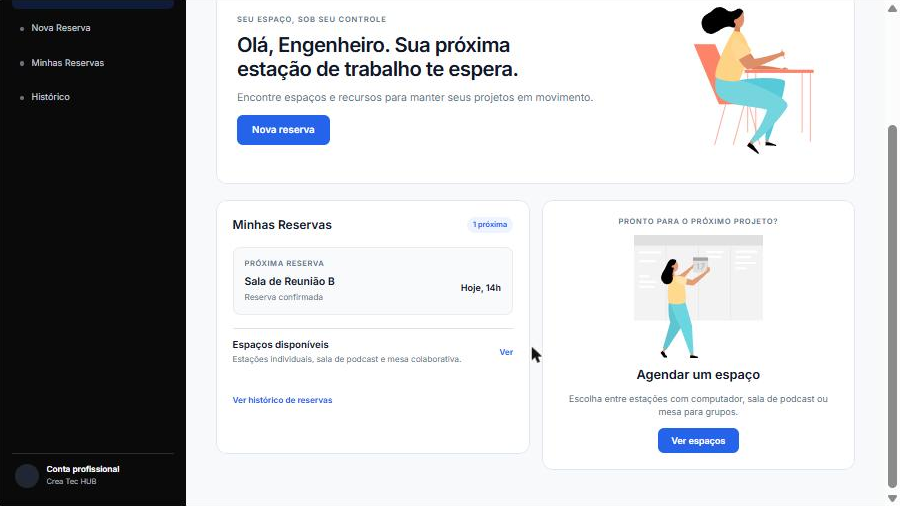 Nova Reserva
Minhas Reservas
Histórico
Conta profissional
Crea Tec HUB
SEU ESPAÇO, SOB SEU CONTROLE
Olá, Engenheiro. Sua próxima
estação de trabalho te espera.
Encontre espaços e recursos para manter seus projetos em movimento.
Nova reserva
Minhas Reservas
1 próxima
PRÓXIMA RESERVA
Sala de Reunião B
Reserva confirmada
Hoje, 14h
Espaços disponíveis
Estações individuais, sala de podcast e mesa colaborativa.
Ver
Ver histórico de reservas
PRONTO PARA O PRÓXIMO PROJETO?
Agendar um espaço
Escolha entre estações com computador, sala de podcast ou
mesa para grupos.
Ver espaços